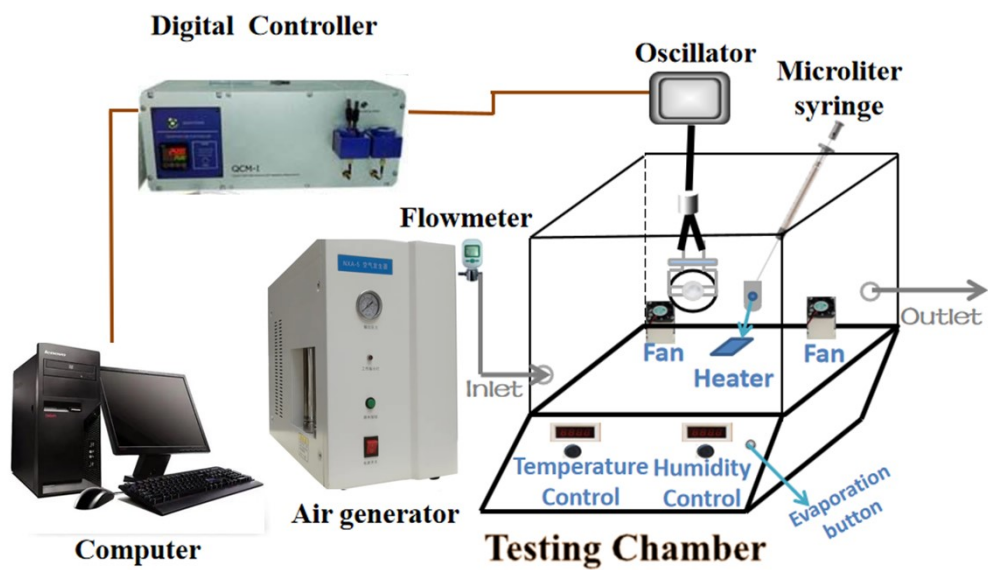 Digital Controller
Oscillator
Microliter
syringe
QCM-I
Flowmeter
Fan
Heater
Fan
Inlet
Outlet
Temperature
Control
Humidity
Control
Evaporation
button
Air generator
Computer
Testing Chamber